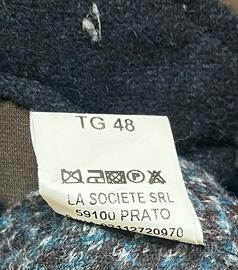 TG 48
P A
LA SOCIETE SRL
59100 PRATO